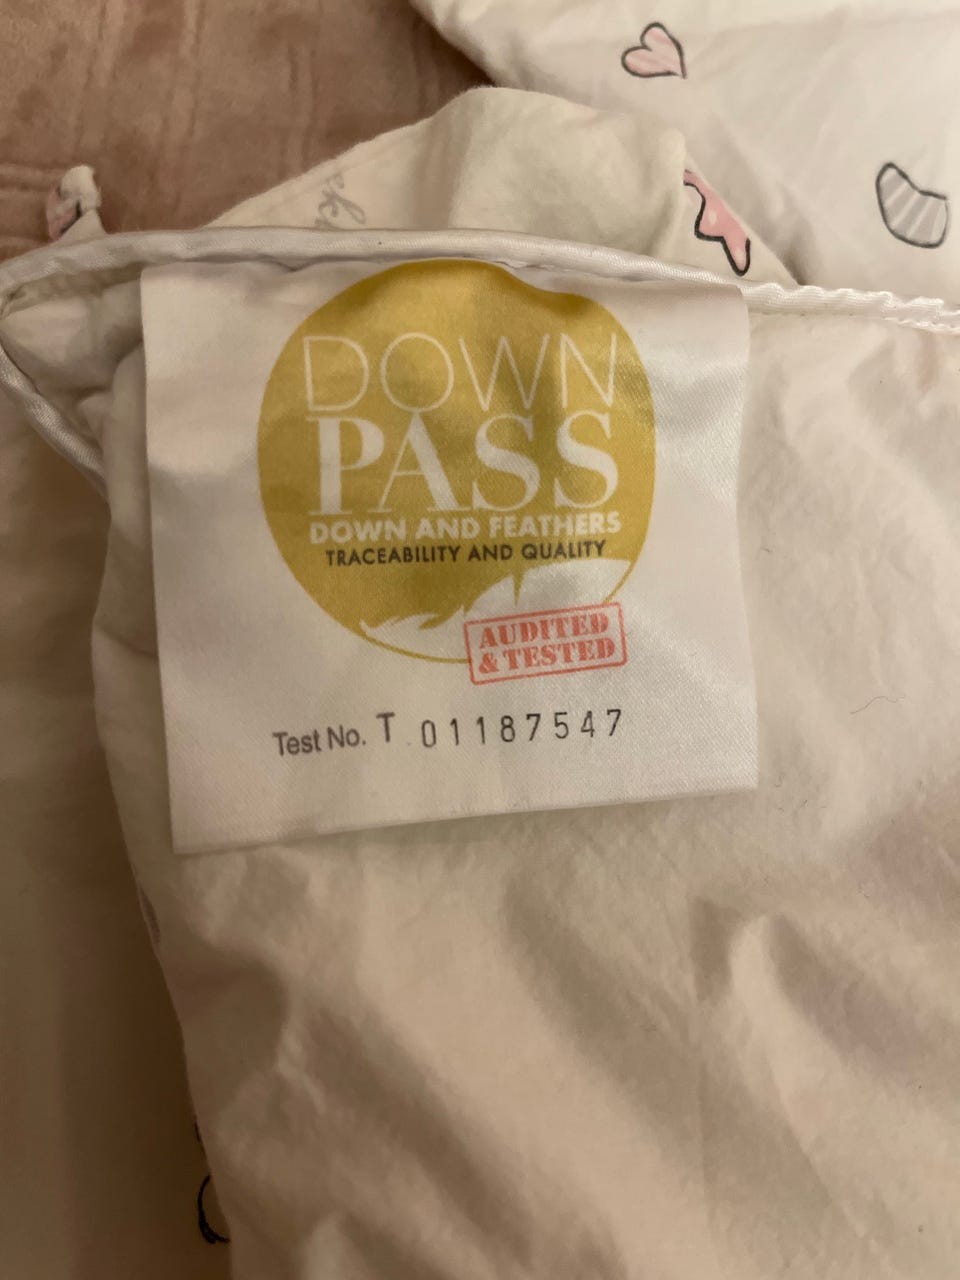 DOWN
PASS
DOWN AND FEATHERS
TRACEABILITY AND QUALITY
AUDITED
& TESTED
Test No. T 01187547